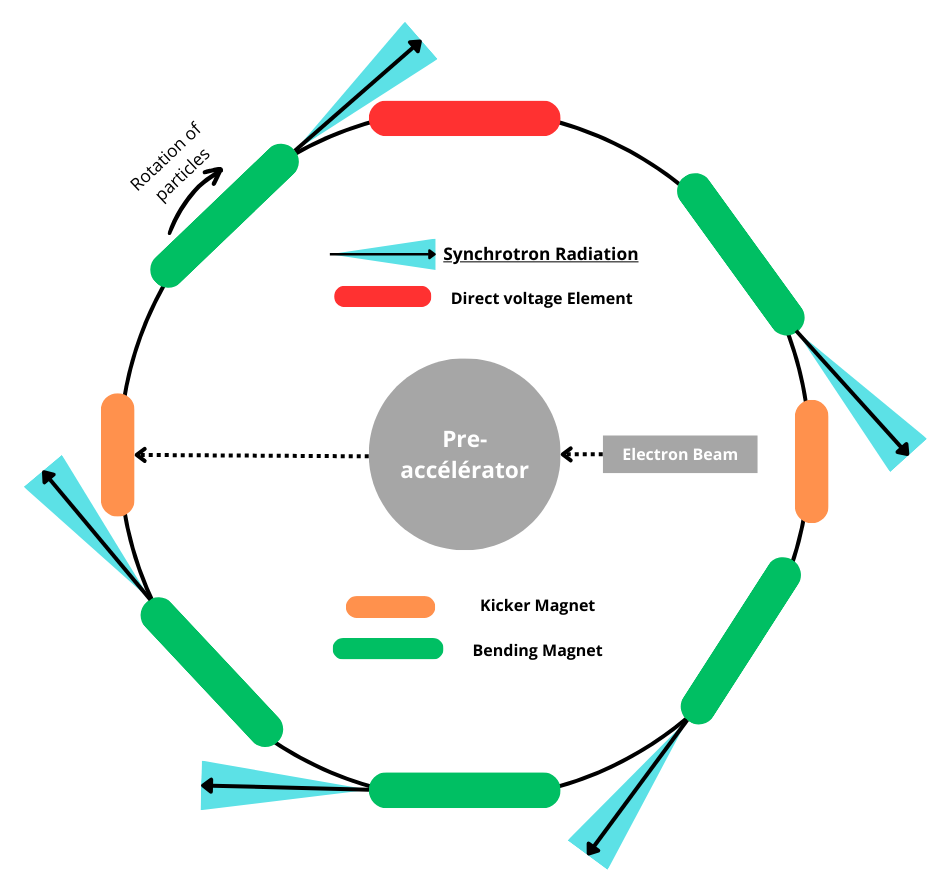 Rotation of
particles
Synchrotron Radiation
Direct voltage Element
Pre-
accélérator
Electron Beam
Kicker Magnet
Bending Magnet